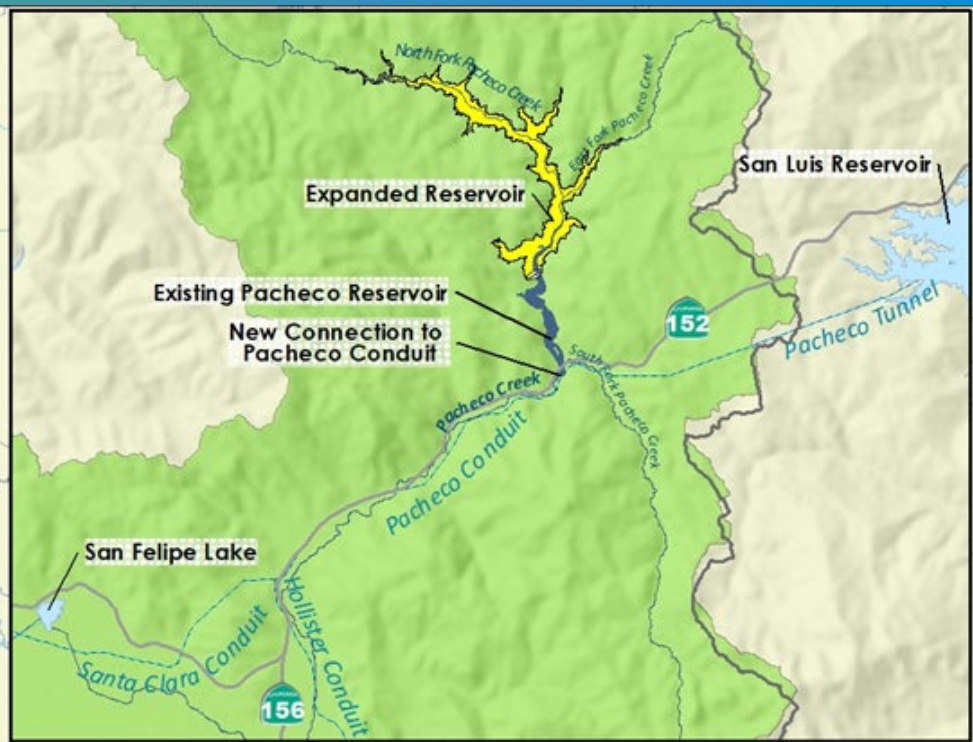 North Fork Pacheco Creek
East Fork Pacheco Creek
San Luis Reservoir
Expanded Reservoir
Existing Pacheco Reservoir
New Connection to
Pacheco Conduit
CALIFORNIA
152
Pacheco Tunnel
South Fork Pacheco Creek
Pacheco Creek
Pacheco Conduit
San Felipe Lake
Hollister Conduit
Santa Clara Conduit
CALIFORNIA
156